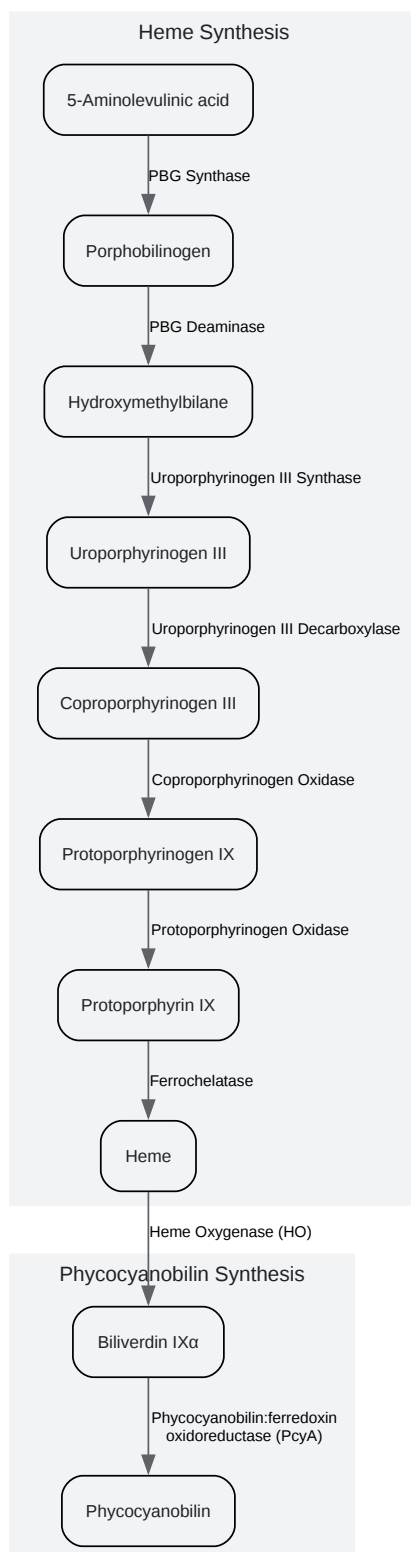 Heme Synthesis
5-Aminolevulinic acid
PBG Synthase
Porphobilinogen
PBG Deaminase
Hydroxymethylbilane
Uroporphyrinogen III Synthase
Uroporphyrinogen III
Uroporphyrinogen III Decarboxylase
Coproporphyrinogen III
Coproporphyrinogen Oxidase
Protoporphyrinogen IX
Protoporphyrinogen Oxidase
Protoporphyrin IX
Ferrochelatase
Heme
Heme Oxygenase (HO)
Phycocyanobilin Synthesis
Biliverdin IXα
Phycocyanobilin:ferredoxin
oxidoreductase (PcyA)
Phycocyanobilin